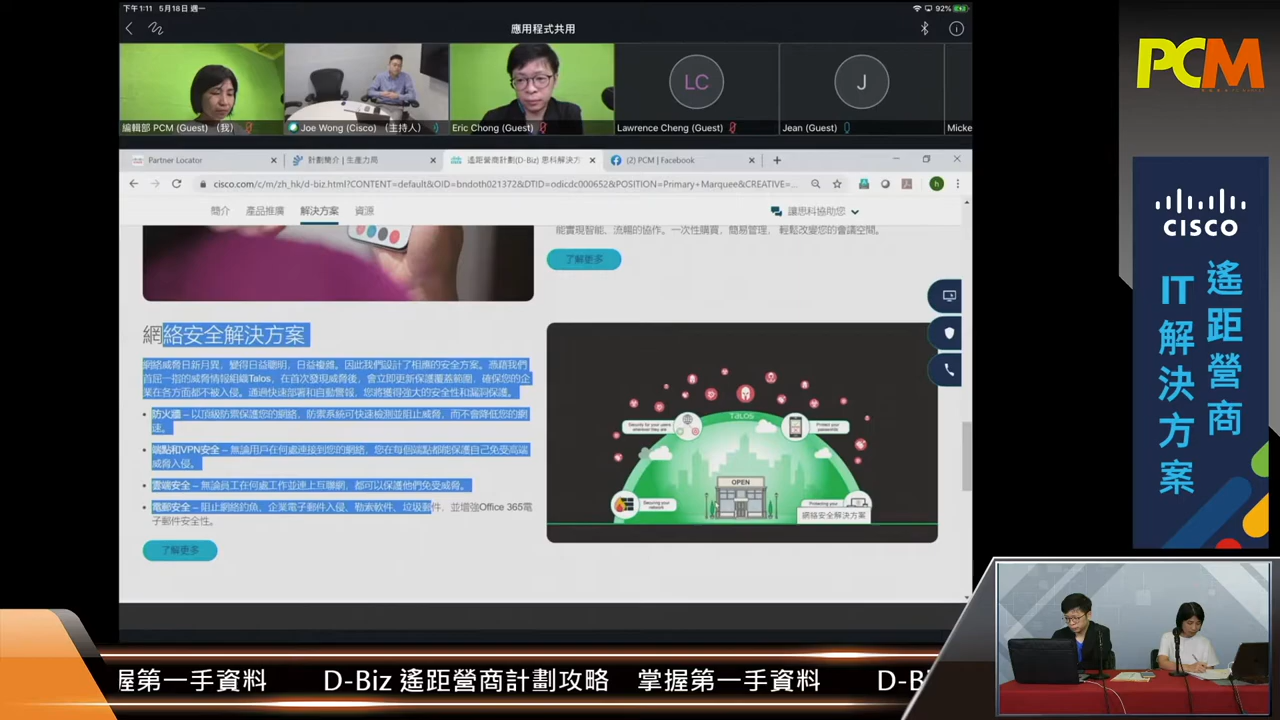 下午1:11 5月18日 週一
92%
應用程式共用
編輯部 PCM (Guest) （我）
Joe Wong (Cisco) （主持人）
Eric Chong (Guest)
LC
Lawrence Cheng (Guest)
J
Jean (Guest)
Micke
Partner Locator
計劃簡介 | 生產力局
遙距營商計劃(D-Biz) 思科解決方
(2) PCM | Facebook
cisco.com/c/m/zh_hk/d-biz.html?CONTENT=default&OID=bndoth021372&DTID=odicdc000652&POSITION=Primary+Marquee&CREATIVE=...
h
簡介 產品推廣 解決方案 資源
讓思科協助您
能實現智能、流暢的協作。一次性購買，簡易管理， 輕鬆改變您的會議空間。
了解更多
網絡安全解決方案
網絡威脅日新月異，變得日益聰明，日益複雜。因此我們設計了相應的安全方案。憑藉我們
首屈一指的威脅情報組織Talos，在首次發現威脅後，會立即更新保護覆蓋範圍，確保您的企
業在各方面都不被入侵。通過快速部署和自動警報，您將獲得強大的安全性和漏洞保護。
• 防火牆 – 以頂級防禦保護您的網絡，防禦系統可快速檢測並阻止威脅，而不會降低您的網
速。
• 端點和VPN安全 – 無論用戶在何處連接到您的網絡，您在每個端點都能保護自己免受高端
威脅入侵。
• 雲端安全 – 無論員工在何處工作並連上互聯網，都可以保護他們免受威脅。
• 電郵安全 – 阻止網絡釣魚，企業電子郵件入侵、勒索軟件、垃圾郵件，並增強Office 365電
子郵件安全性。
了解更多
TALOS
Security for your users
wherever they are
Protect your
OPEN
Securing your
network
Protecting your
網絡安全解決方案
PCM
CISCO
遙距營商
IT解決方案
握第一手資料 D-Biz 遙距營商計劃攻略 掌握第一手資料 D-B